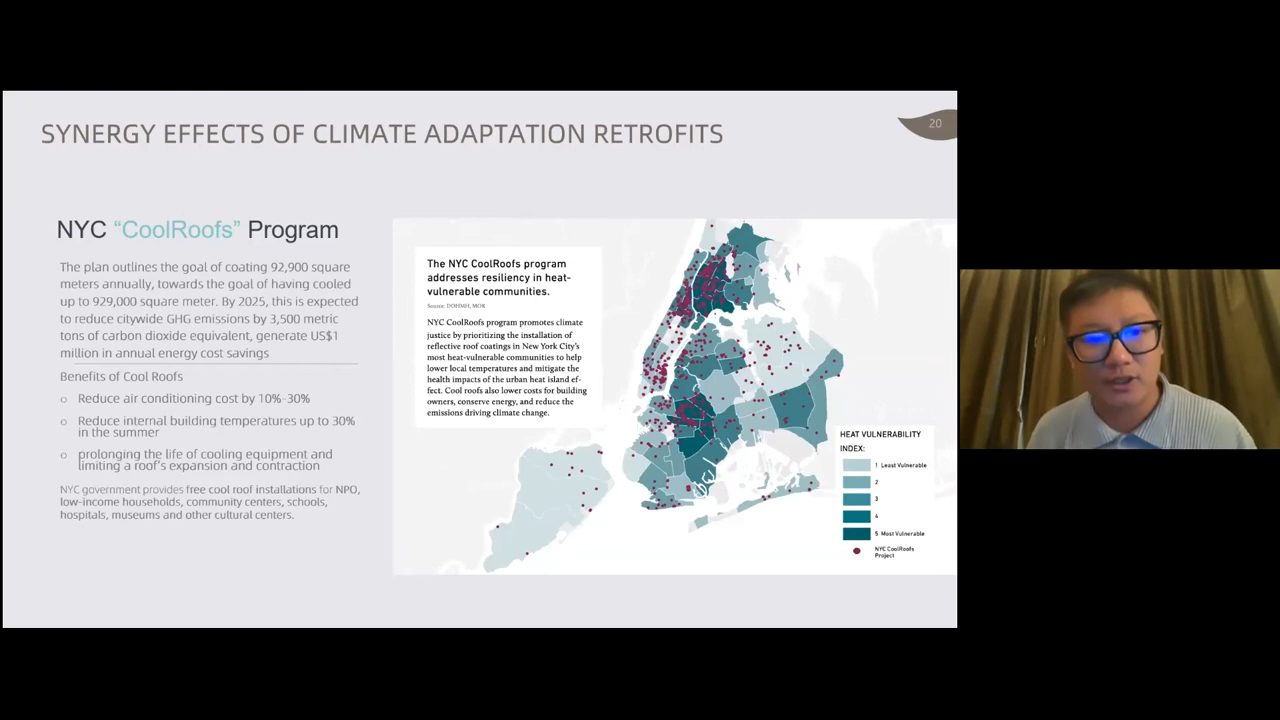 SYNERGY EFFECTS OF CLIMATE ADAPTATION RETROFITS
20
NYC “CoolRoofs” Program
The plan outlines the goal of coating 92,900 square
meters annually, towards the goal of having cooled
up to 929,000 square meter. By 2025, this is expected
to reduce citywide GHG emissions by 3,500 metric
tons of carbon dioxide equivalent, generate US$1
million in annual energy cost savings
Benefits of Cool Roofs
Reduce air conditioning cost by 10%-30%
Reduce internal building temperatures up to 30%
in the summer
prolonging the life of cooling equipment and
limiting a roof's expansion and contraction
NYC government provides free cool roof installations for NPO,
low-income households, community centers, schools,
hospitals, museums and other cultural centers.
The NYC CoolRoofs program
addresses resiliency in heat-
vulnerable communities.
Source: DOHMH, MOR
NYC CoolRoofs program promotes climate
justice by prioritizing the installation of
reflective roof coatings in New York City's
most heat-vulnerable communities to help
lower local temperatures and mitigate the
health impacts of the urban heat island ef-
fect. Cool roofs also lower costs for building
owners, conserve energy, and reduce the
emissions driving climate change.
HEAT VULNERABILITY
INDEX:
1 Least Vulnerable
2
3
4
5 Most Vulnerable
NYC CoolRoofs
Project